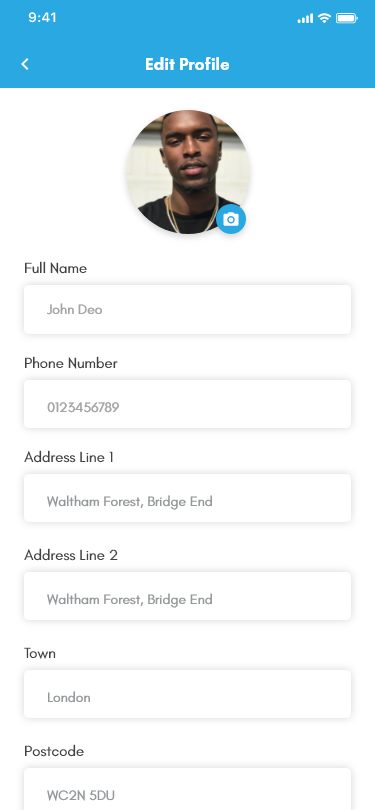 9:41
Edit Profile
Full Name
John Deo
Phone Number
0123456789
Address Line 1
Waltham Forest, Bridge End
Address Line 2
Waltham Forest, Bridge End
Town
London
Postcode
WC2N 5DU